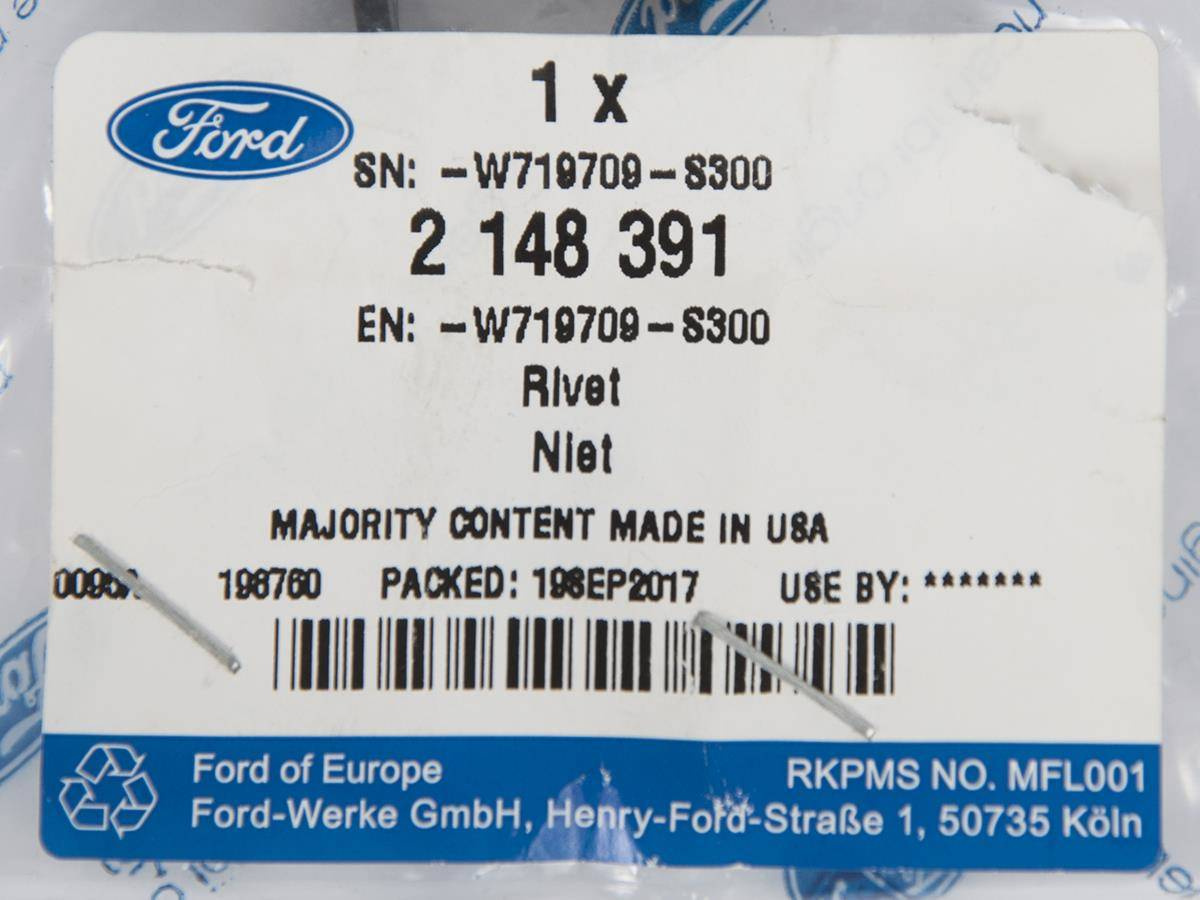 Ford
1 x
SN: -W719709-S300
2 148 391
EN: -W719709-S300
Rivet
Niet
MAJORITY CONTENT MADE IN USA
198760 PACKED: 19SEP2017 USE BY: *******
Ford of Europe
RKPMS NO. MFL001
Ford-Werke GmbH, Henry-Ford-Straße 1, 50735 Köln